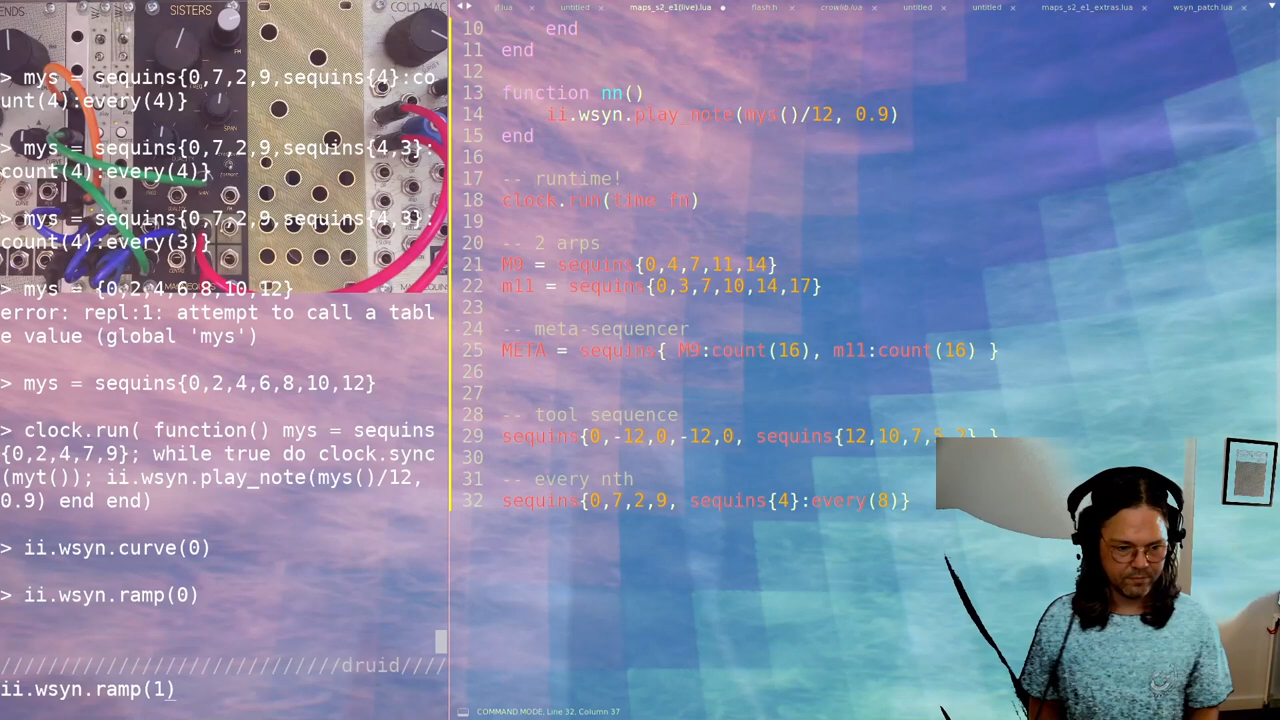 SISTERS
COLD MAC
> mys = sequins{0,7,2,9,sequins{4}:co
unt(4):every(4)}
> mys = sequins{0,7,2,9,sequins{4,3}:
count(4):every(4)}
> mys = sequins{0,7,2,9,sequins{4,3}:
count(4):every(3)}
> mys = {0,2,4,6,8,10,12}
error: repl:1: attempt to call a tabl
e value (global 'mys')
> mys = sequins{0,2,4,6,8,10,12}
> clock.run( function() mys = sequins
{0,2,4,7,9}; while true do clock.sync
(myt()); ii.wsyn.play_note(mys()/12,
0.9) end end)
> ii.wsyn.curve(0)
> ii.wsyn.ramp(0)
///////////////////////////druid////
ii.wsyn.ramp(1)_
untitled
maps_s2_e1(live).lua
flash.h
crowlib.lua
untitled
untitled
maps_s2_e1_extras.lua
wsyn_patch.lua
10 end
11 end
12
13 function nn()
14 ii.wsyn.play_note(mys()/12, 0.9)
15 end
16
17 -- runtime!
18 clock.run(time_fn)
19
20 -- 2 arps
21 M9 = sequins{0,4,7,11,14}
22 m11 = sequins{0,3,7,10,14,17}
23
24 -- meta-sequencer
25 META = sequins{ M9:count(16), m11:count(16) }
26
27
28 -- tool sequence
29 sequins{0,-12,0,-12,0, sequins{12,10,7,5
30
31 -- every nth
32 sequins{0,7,2,9, sequins{4}:every(8)}
COMMAND MODE, Line 32, Column 37